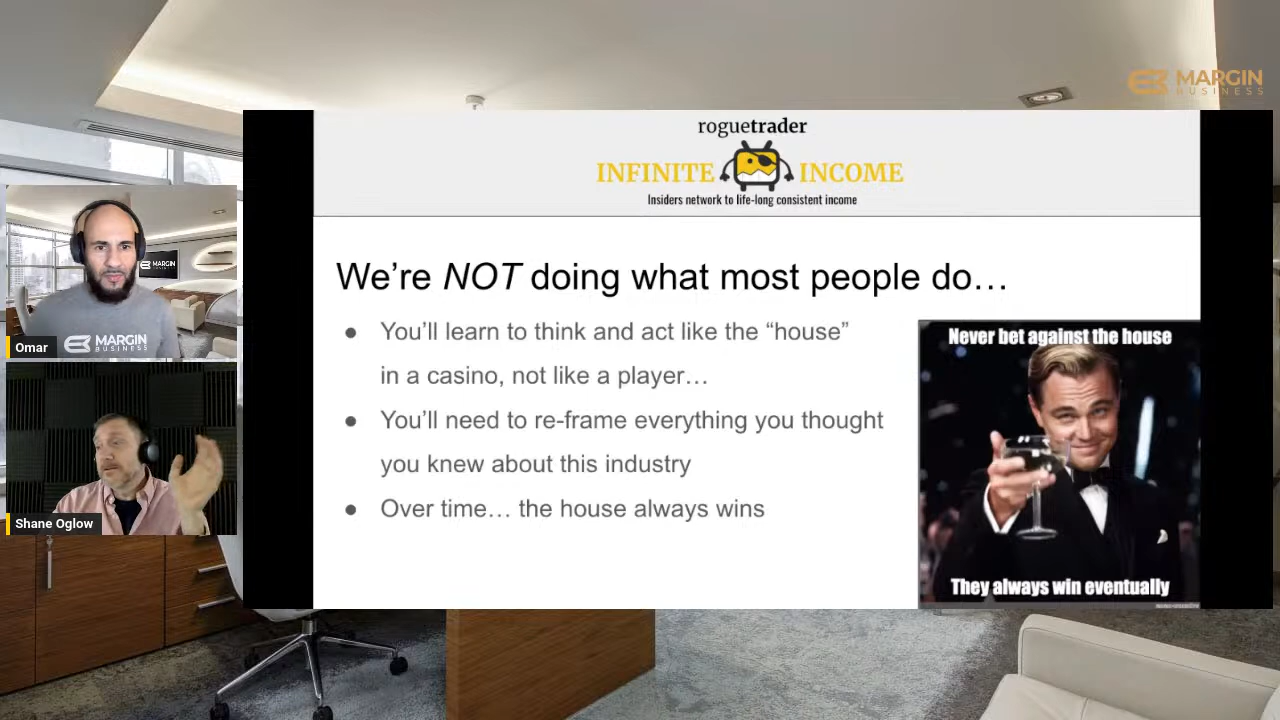 MARGIN
BUSINESS
roguetrader
INFINITE INCOME
Insiders network to life-long consistent income
We're NOT doing what most people do…
● You'll learn to think and act like the “house”
in a casino, not like a player…
● You'll need to re-frame everything you thought
you knew about this industry
● Over time… the house always wins
Never bet against the house
They always win eventually
MARGIN
Omar
MARGIN
BUSINESS
Shane Oglow